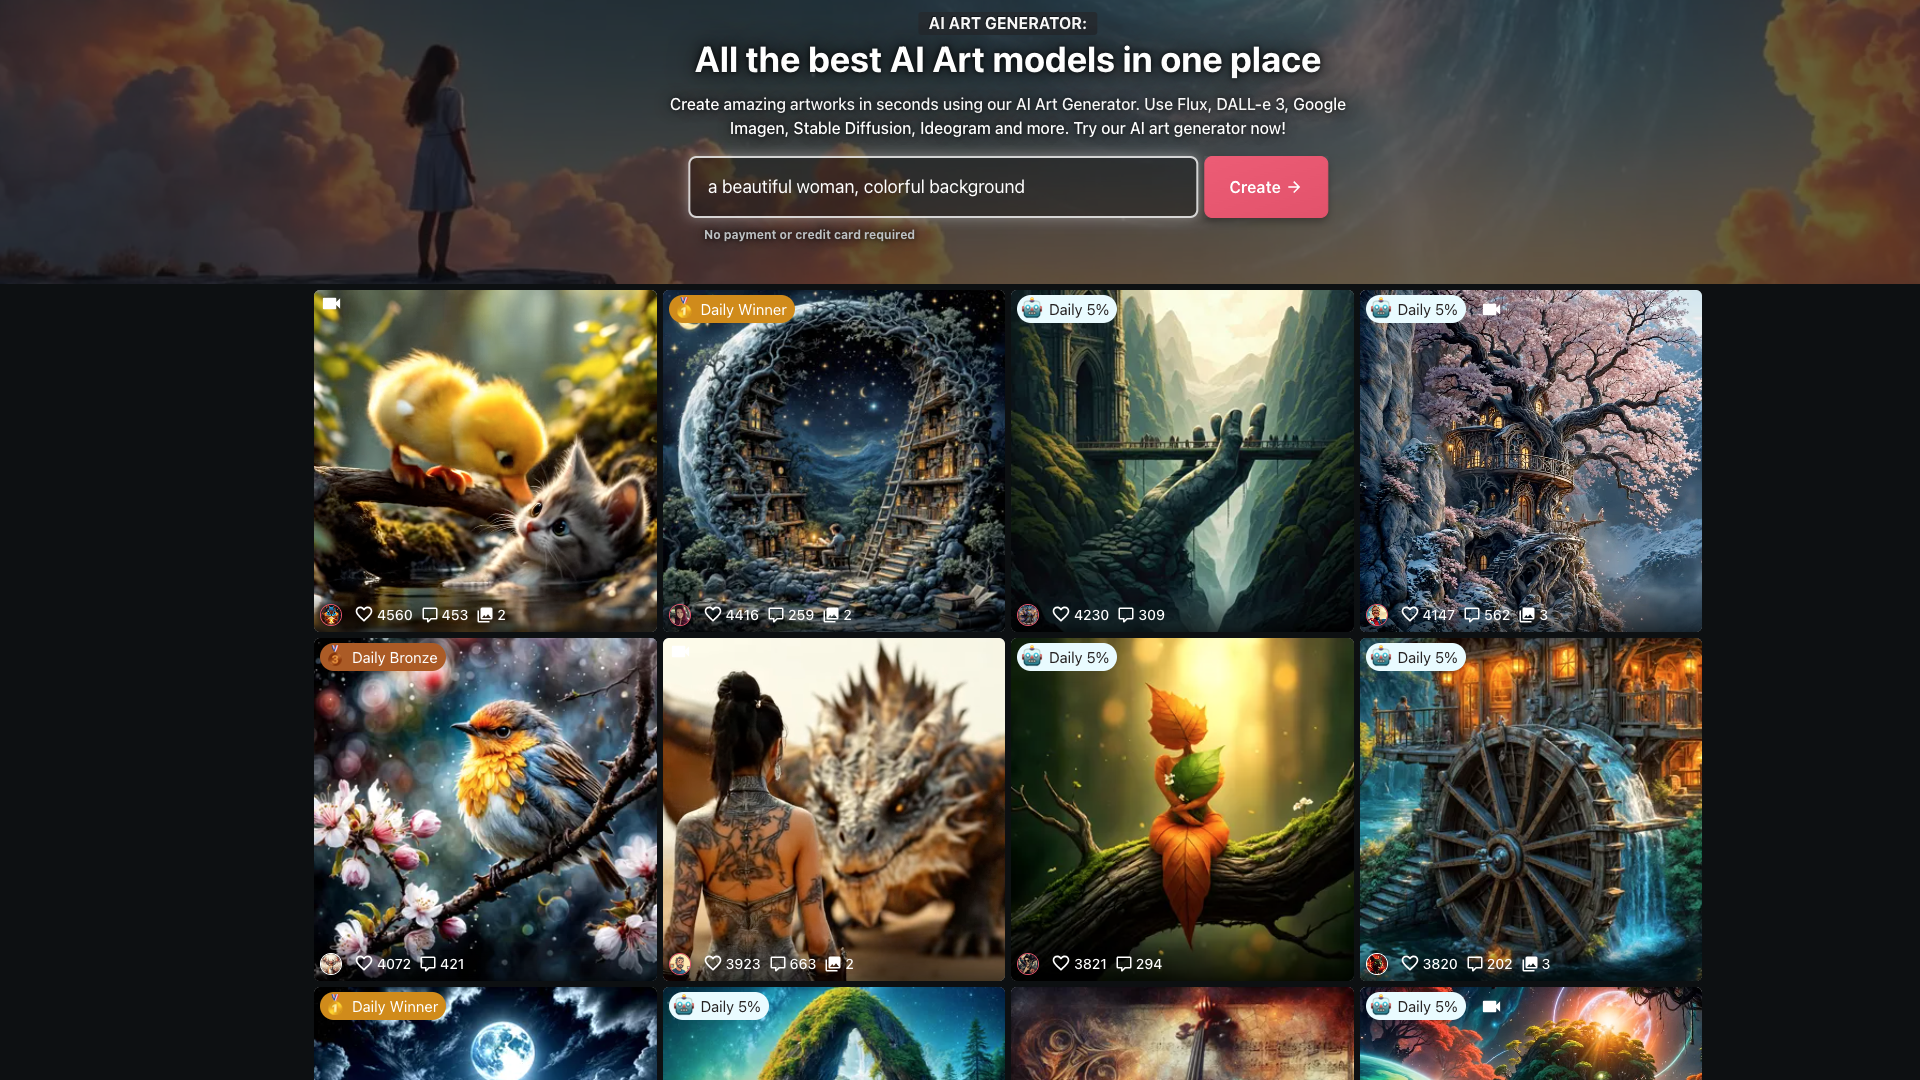 AI ART GENERATOR:
All the best AI Art models in one place
Create amazing artworks in seconds using our AI Art Generator. Use Flux, DALL-e 3, Google
Imagen, Stable Diffusion, Ideogram and more. Try our AI art generator now!
a beautiful woman, colorful background
Create →
No payment or credit card required
Daily Winner
Daily 5%
Daily 5%
4560 453 2
4416 259 2
4230 309
4147 562 3
Daily Bronze
Daily 5%
Daily 5%
4072 421
3923 663 2
3821 294
3820 202 3
Daily Winner
Daily 5%
Daily 5%